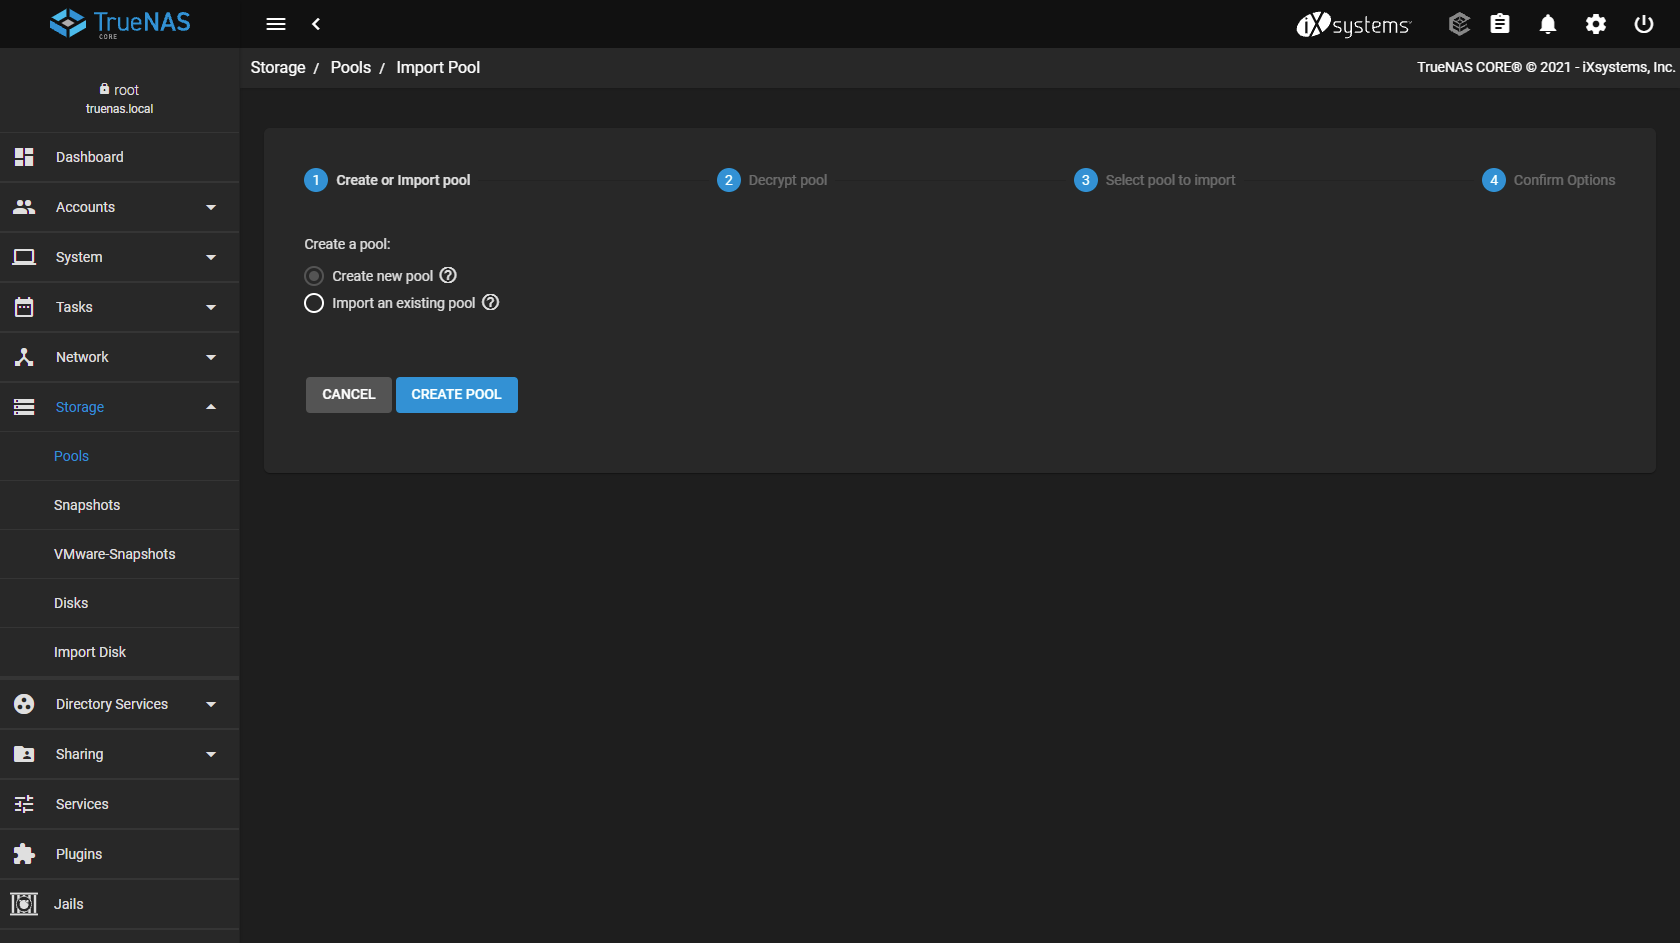 TrueNAS
CORE
iXsystems
root
truenas.local
Storage / Pools / Import Pool
TrueNAS CORE® © 2021 - iXsystems, Inc.
Dashboard
Accounts
System
Tasks
Network
Storage
Pools
Snapshots
VMware-Snapshots
Disks
Import Disk
Directory Services
Sharing
Services
Plugins
Jails
1 Create or Import pool
2 Decrypt pool
3 Select pool to import
4 Confirm Options
Create a pool:
Create new pool
Import an existing pool
CANCEL
CREATE POOL